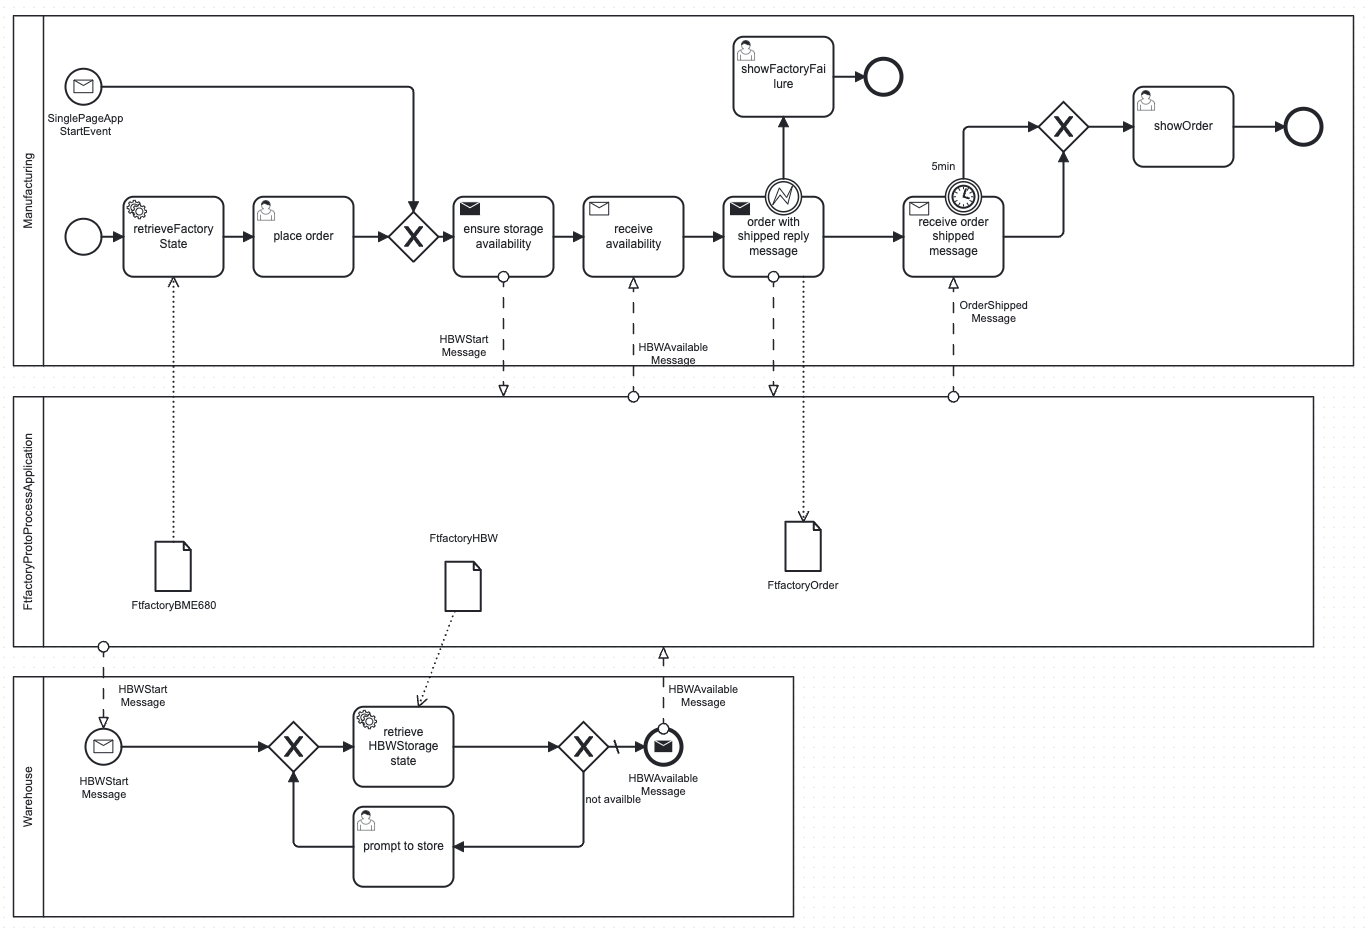 Manufacturing
SinglePageApp
StartEvent
retrieveFactory
State
place order
ensure storage
availability
receive
availability
showFactoryFai
lure
order with
shipped reply
message
5min
receive order
shipped
message
showOrder
HBWStart
Message
HBWAvailable
Message
OrderShipped
Message
FtfactoryProtoProcessApplication
FtfactoryBME680
FtfactoryHBW
FtfactoryOrder
Warehouse
HBWStart
Message
HBWStart
Message
retrieve
HBWStorage
state
prompt to store
not availble
HBWAvailable
Message
HBWAvailable
Message